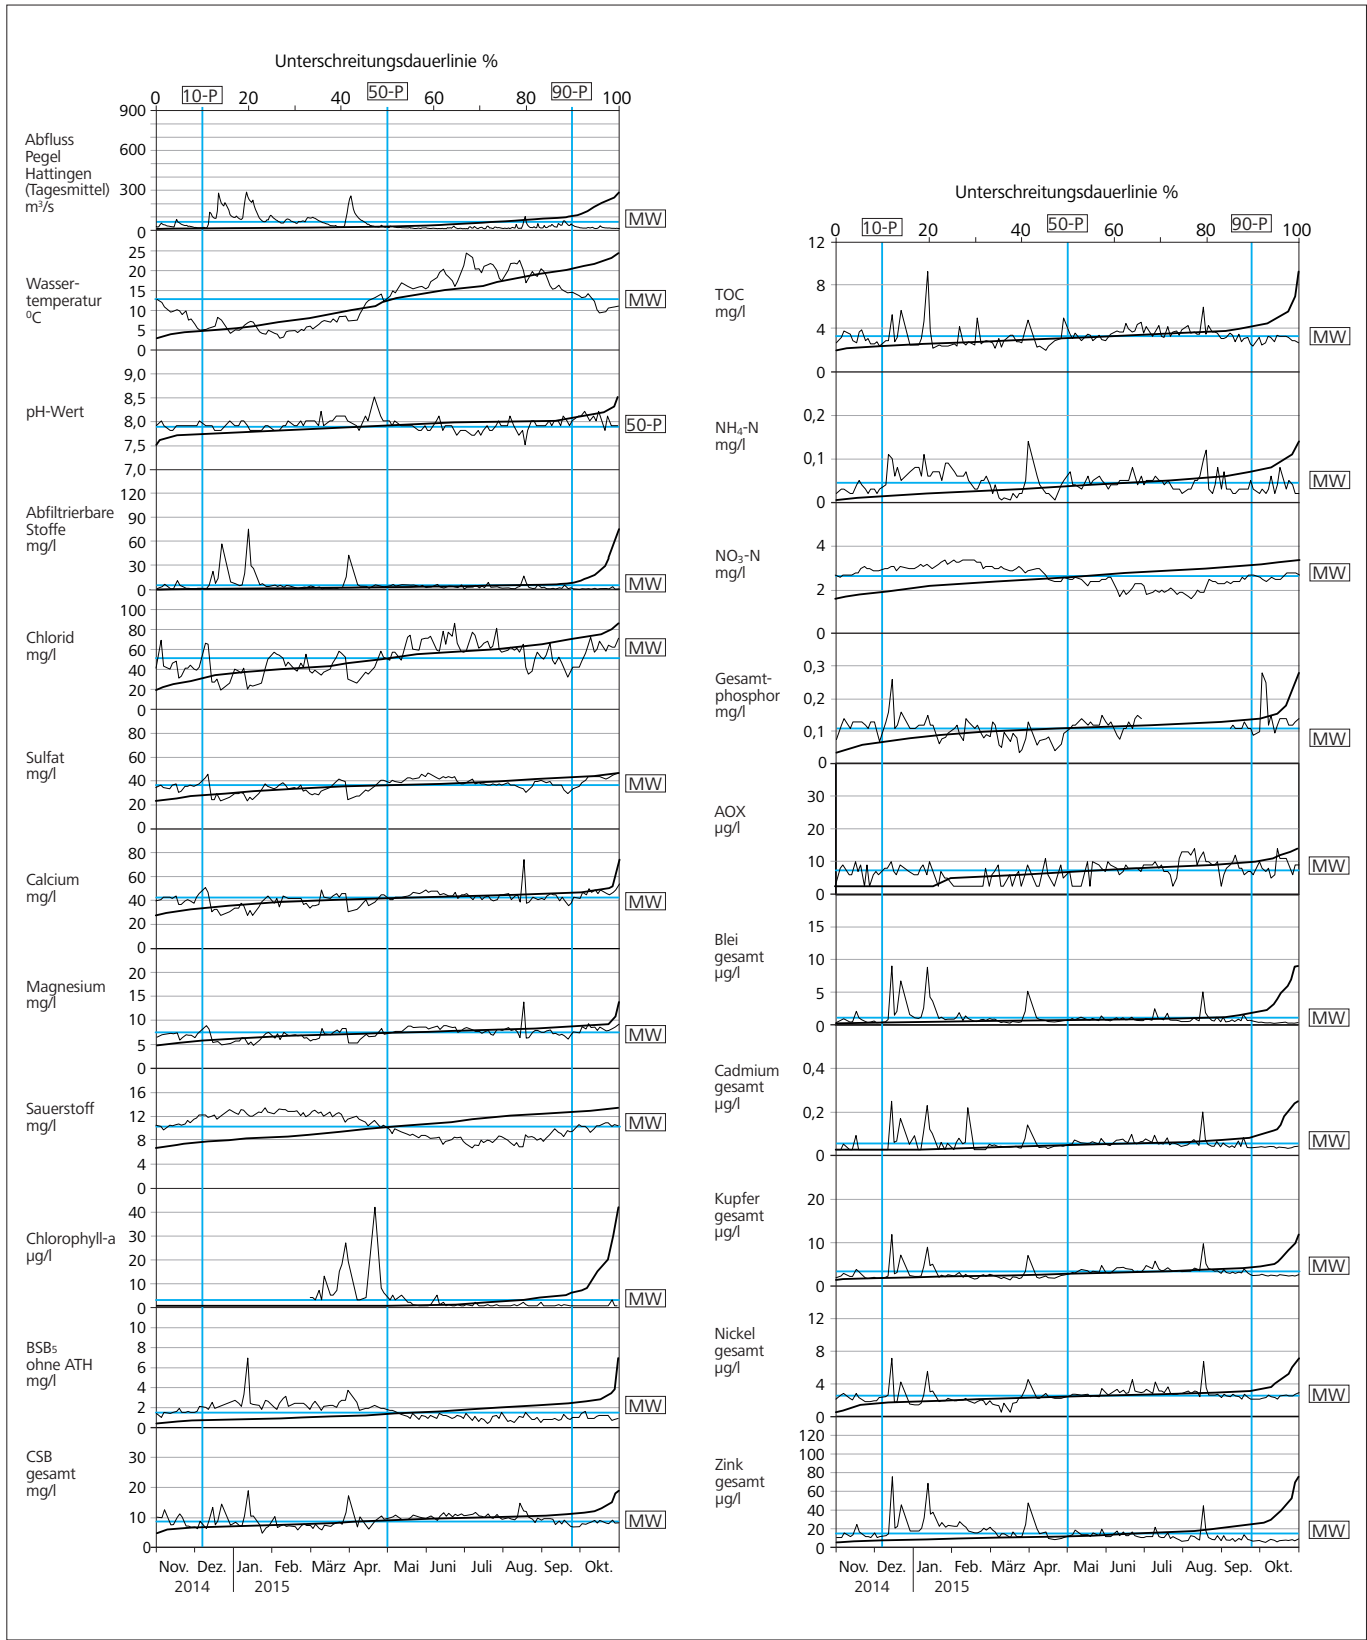 Unterschreitungsdauerlinie %
0 10-P 20 40 50-P 60 80 90-P 100
Abfluss
Pegel
Hattingen
(Tagesmittel)
m³/s
900
600
300
0
MW
Wasser-
temperatur
⁰C
25
20
15
10
5
0
MW
pH-Wert
9,0
8,5
8,0
7,5
7,0
50-P
Abfiltrierbare
Stoffe
mg/l
120
90
60
30
0
MW
Chlorid
mg/l
100
80
60
40
20
0
MW
Sulfat
mg/l
80
60
40
20
0
MW
Calcium
mg/l
80
60
40
20
0
MW
Magnesium
mg/l
20
15
10
5
0
MW
Sauerstoff
mg/l
16
12
8
4
0
MW
Chlorophyll-a
µg/l
40
30
20
10
0
MW
BSB₅
ohne ATH
mg/l
10
8
6
4
2
0
MW
CSB
gesamt
mg/l
30
20
10
0
MW
Nov. Dez. Jan. Feb. März Apr. Mai Juni Juli Aug. Sep. Okt.
2014 2015
Unterschreitungsdauerlinie %
0 10-P 20 40 50-P 60 80 90-P 100
TOC
mg/l
12
8
4
0
MW
NH₄-N
mg/l
0,2
0,1
0
MW
NO₃-N
mg/l
4
2
0
MW
Gesamt-
phosphor
mg/l
0,3
0,2
0,1
0
MW
AOX
µg/l
30
20
10
0
MW
Blei
gesamt
µg/l
15
10
5
0
MW
Cadmium
gesamt
µg/l
0,4
0,2
0
MW
Kupfer
gesamt
µg/l
20
10
0
MW
Nickel
gesamt
µg/l
12
8
4
0
MW
Zink
gesamt
µg/l
120
100
80
60
40
20
0
MW
Nov. Dez. Jan. Feb. März Apr. Mai Juni Juli Aug. Sep. Okt.
2014 2015